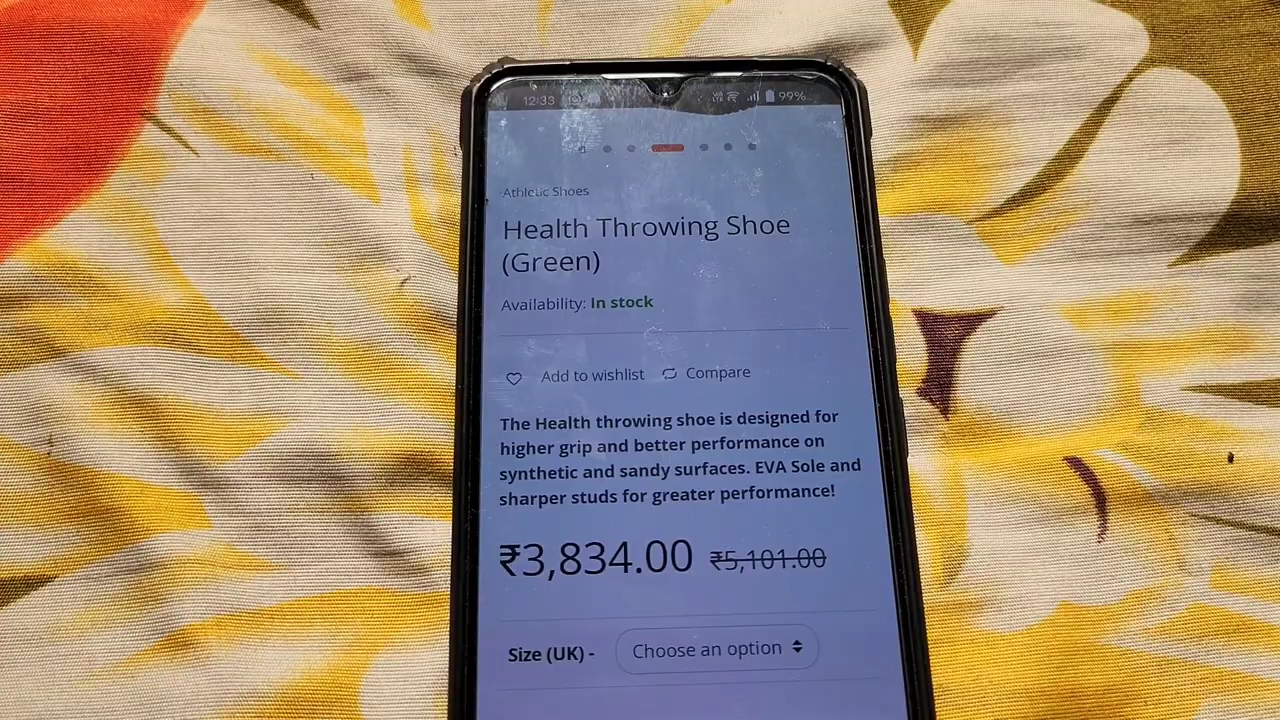 12:33
99%
Athletic Shoes
Health Throwing Shoe
(Green)
Availability: In stock
Add to wishlist Compare
The Health throwing shoe is designed for
higher grip and better performance on
synthetic and sandy surfaces. EVA Sole and
sharper studs for greater performance!
₹3,834.00 ₹5,101.00
Size (UK) - Choose an option